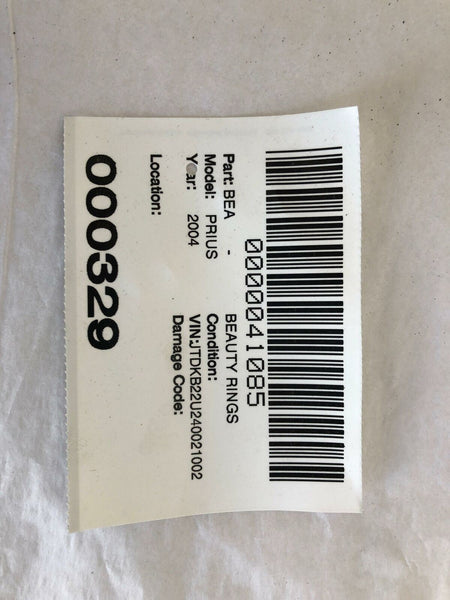 0000041085
Part: BEA - BEAUTY RINGS
Model: PRIUS Condition:
Year: 2004 VIN:JTDKB22U240021002
Damage Code:
Location:
000329